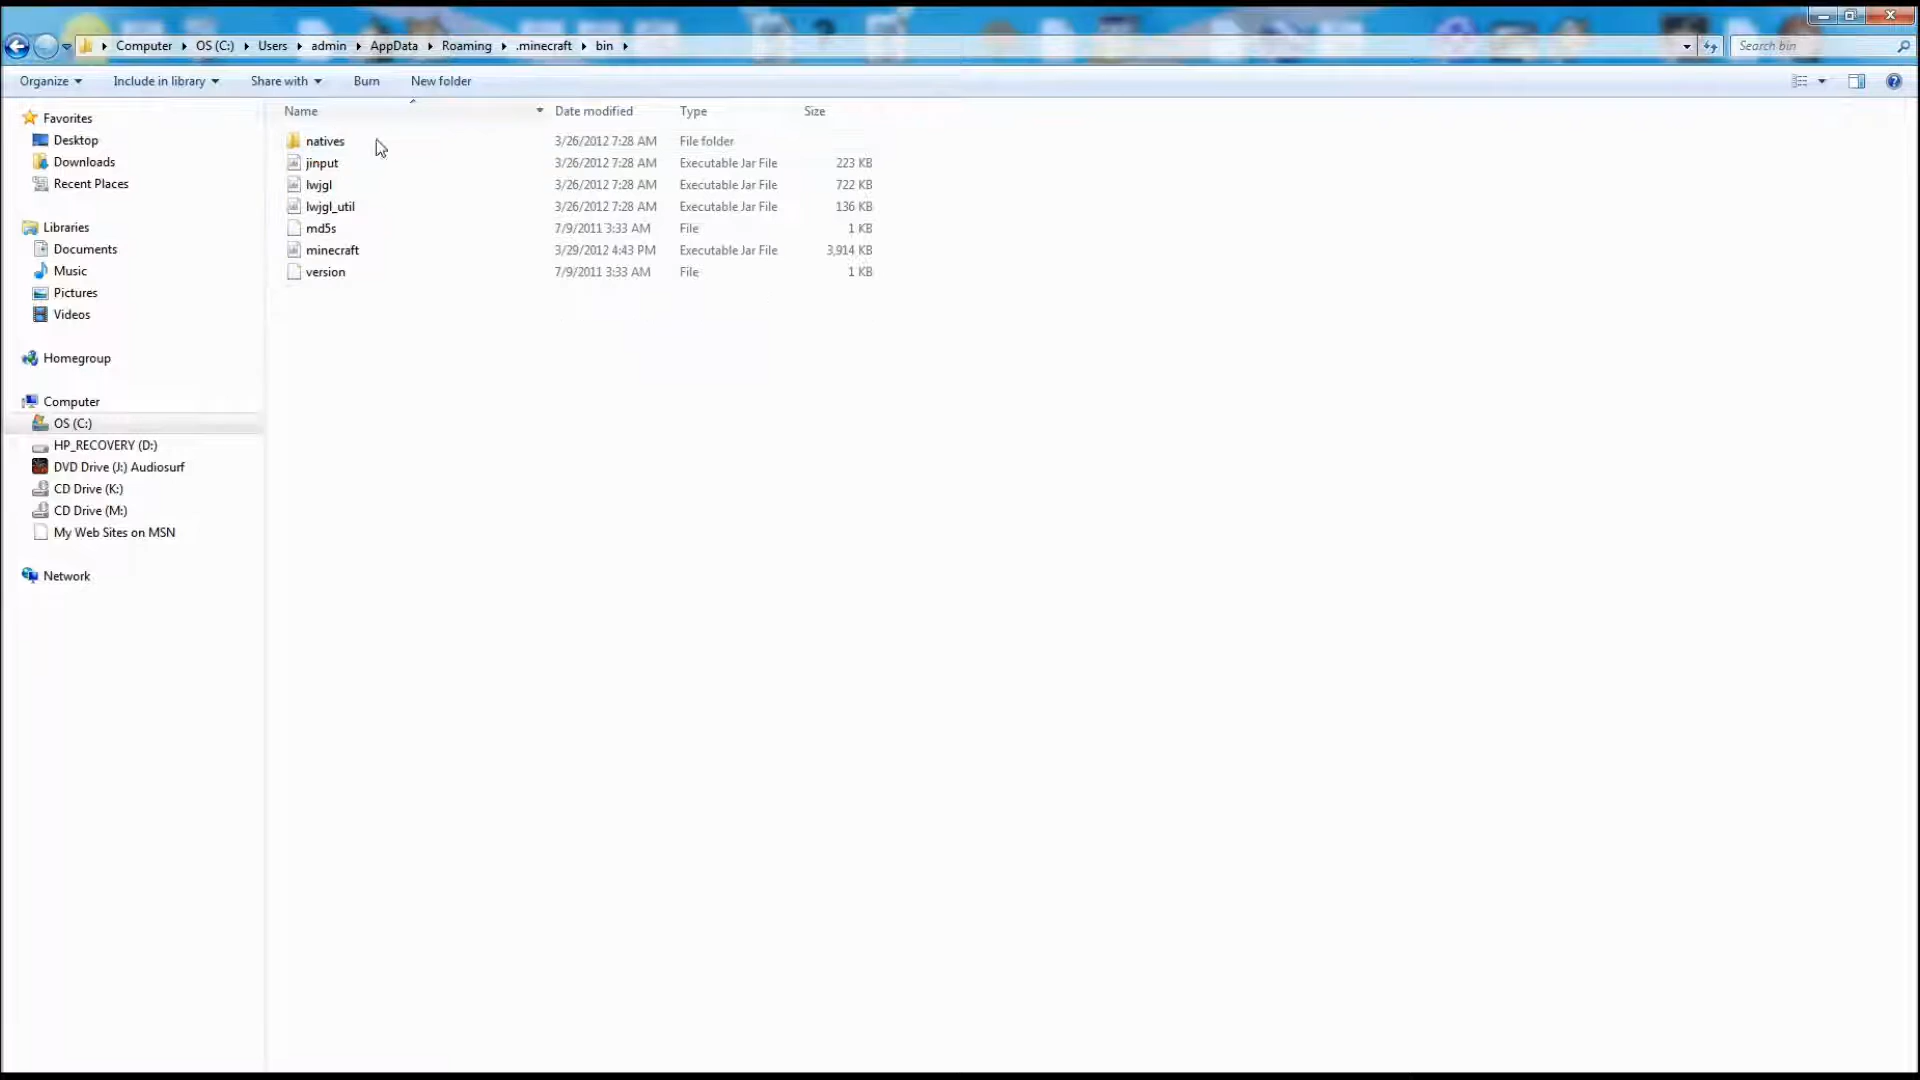 Computer OS (C:) Users admin AppData Roaming .minecraft bin Search bin
Organize Include in library Share with Burn New folder
Name Date modified Type Size
Favorites
Desktop
Downloads
Recent Places
Libraries
Documents
Music
Pictures
Videos
Homegroup
Computer
OS (C:)
HP_RECOVERY (D:)
DVD Drive (J:) Audiosurf
CD Drive (K:)
CD Drive (M:)
My Web Sites on MSN
Network
natives 3/26/2012 7:28 AM File folder
jinput 3/26/2012 7:28 AM Executable Jar File 223 KB
lwjgl 3/26/2012 7:28 AM Executable Jar File 722 KB
lwjgl_util 3/26/2012 7:28 AM Executable Jar File 136 KB
md5s 7/9/2011 3:33 AM File 1 KB
minecraft 3/29/2012 4:43 PM Executable Jar File 3,914 KB
version 7/9/2011 3:33 AM File 1 KB